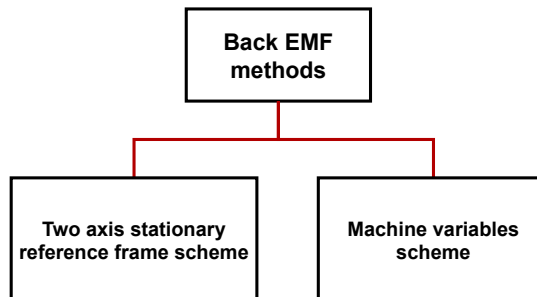 Back EMF
methods
Two axis stationary
reference frame scheme
Machine variables
scheme